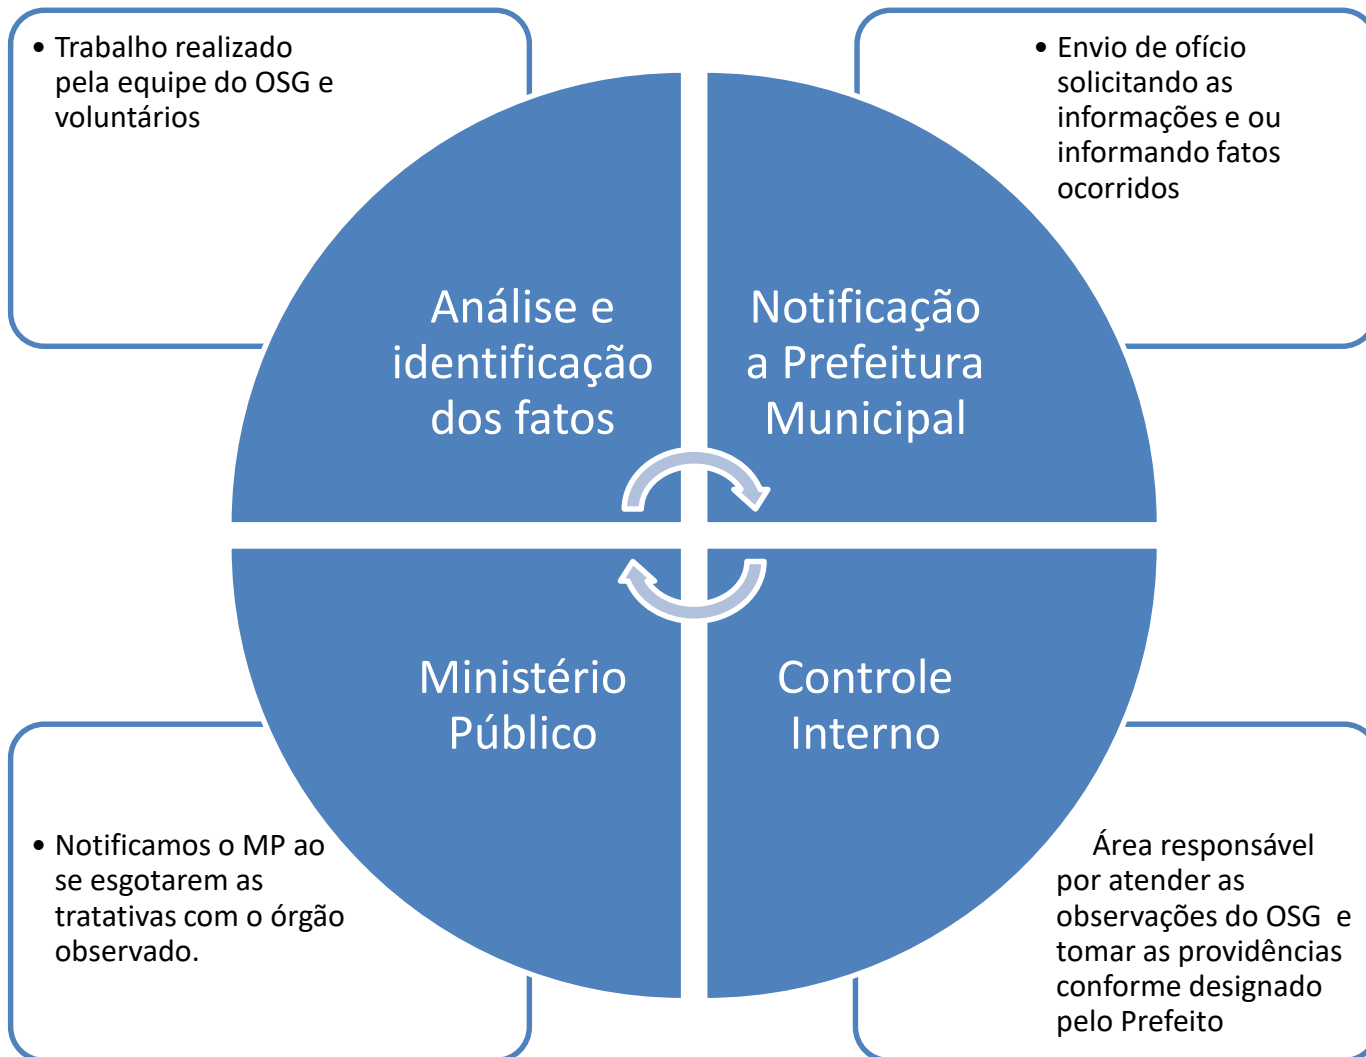 • Trabalho realizado
pela equipe do OSG e
voluntários
• Envio de ofício
solicitando as
informações e ou
informando fatos
ocorridos
Análise e
identificação
dos fatos
Notificação
a Prefeitura
Municipal
Ministério
Público
Controle
Interno
• Notificamos o MP ao
se esgotarem as
tratativas com o órgão
observado.
Área responsável
por atender as
observações do OSG e
tomar as providências
conforme designado
pelo Prefeito